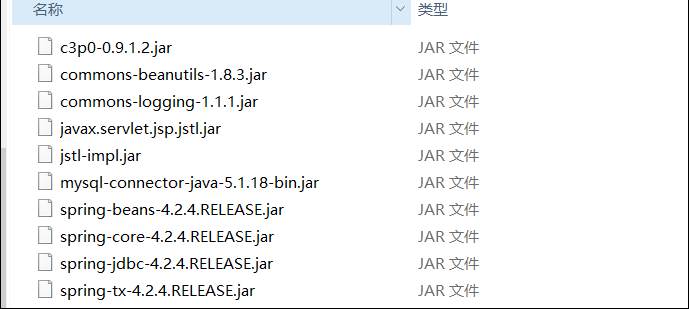 名称 类型
c3p0-0.9.1.2.jar JAR 文件
commons-beanutils-1.8.3.jar JAR 文件
commons-logging-1.1.1.jar JAR 文件
javax.servlet.jsp.jstl.jar JAR 文件
jstl-impl.jar JAR 文件
mysql-connector-java-5.1.18-bin.jar JAR 文件
spring-beans-4.2.4.RELEASE.jar JAR 文件
spring-core-4.2.4.RELEASE.jar JAR 文件
spring-jdbc-4.2.4.RELEASE.jar JAR 文件
spring-tx-4.2.4.RELEASE.jar JAR 文件